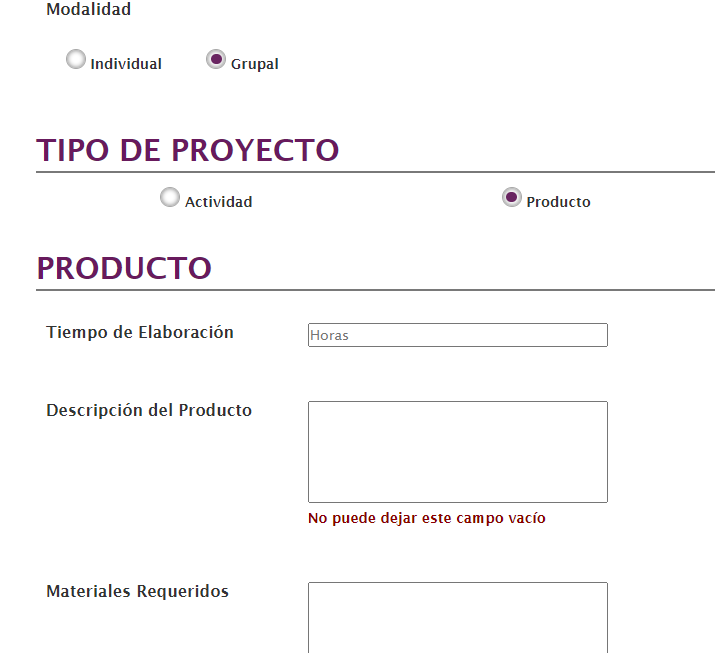 Modalidad
Individual Grupal
TIPO DE PROYECTO
Actividad Producto
PRODUCTO
Tiempo de Elaboración Horas
Descripción del Producto
No puede dejar este campo vacío
Materiales Requeridos